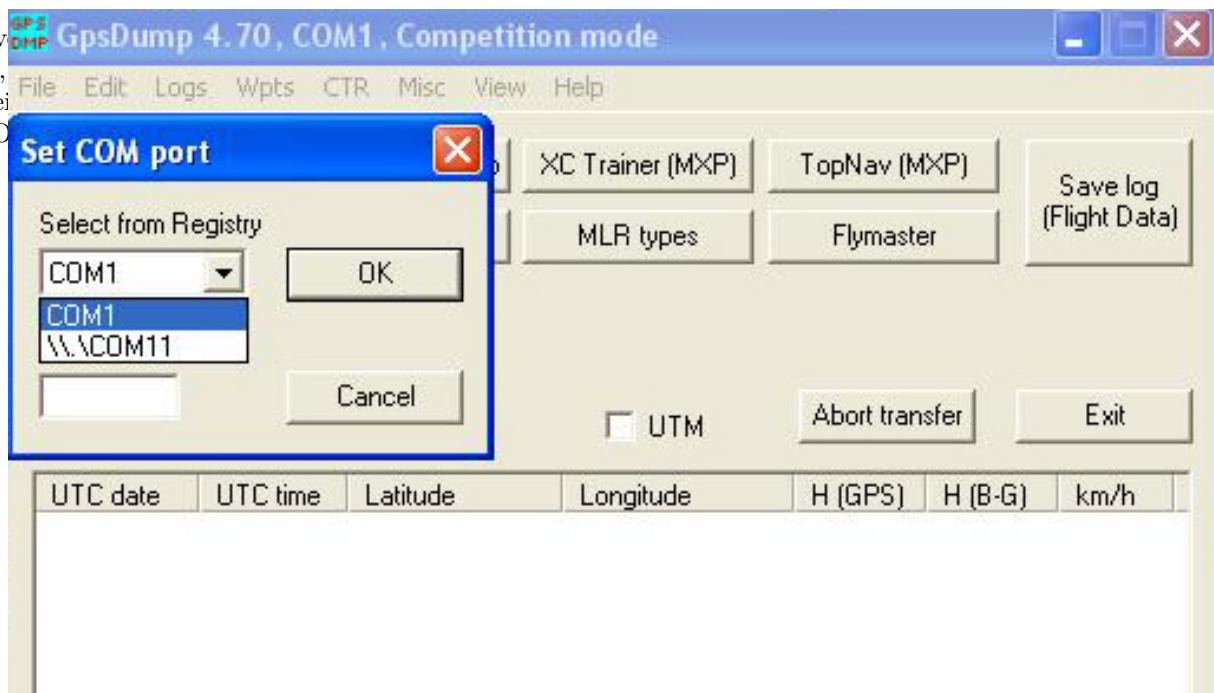 GPS
DMP
GpsDump 4.70, COM1, Competition mode
File Edit Logs Wpts CTR Misc View Help
Set COM port
Select from Registry
COM1
COM1
\\.\COM11
OK
Cancel
XC Trainer (MXP)
TopNav (MXP)
Save log
(Flight Data)
MLR types
Flymaster
UTM
Abort transfer
Exit
UTC date UTC time Latitude Longitude H (GPS) H (B-G) km/h